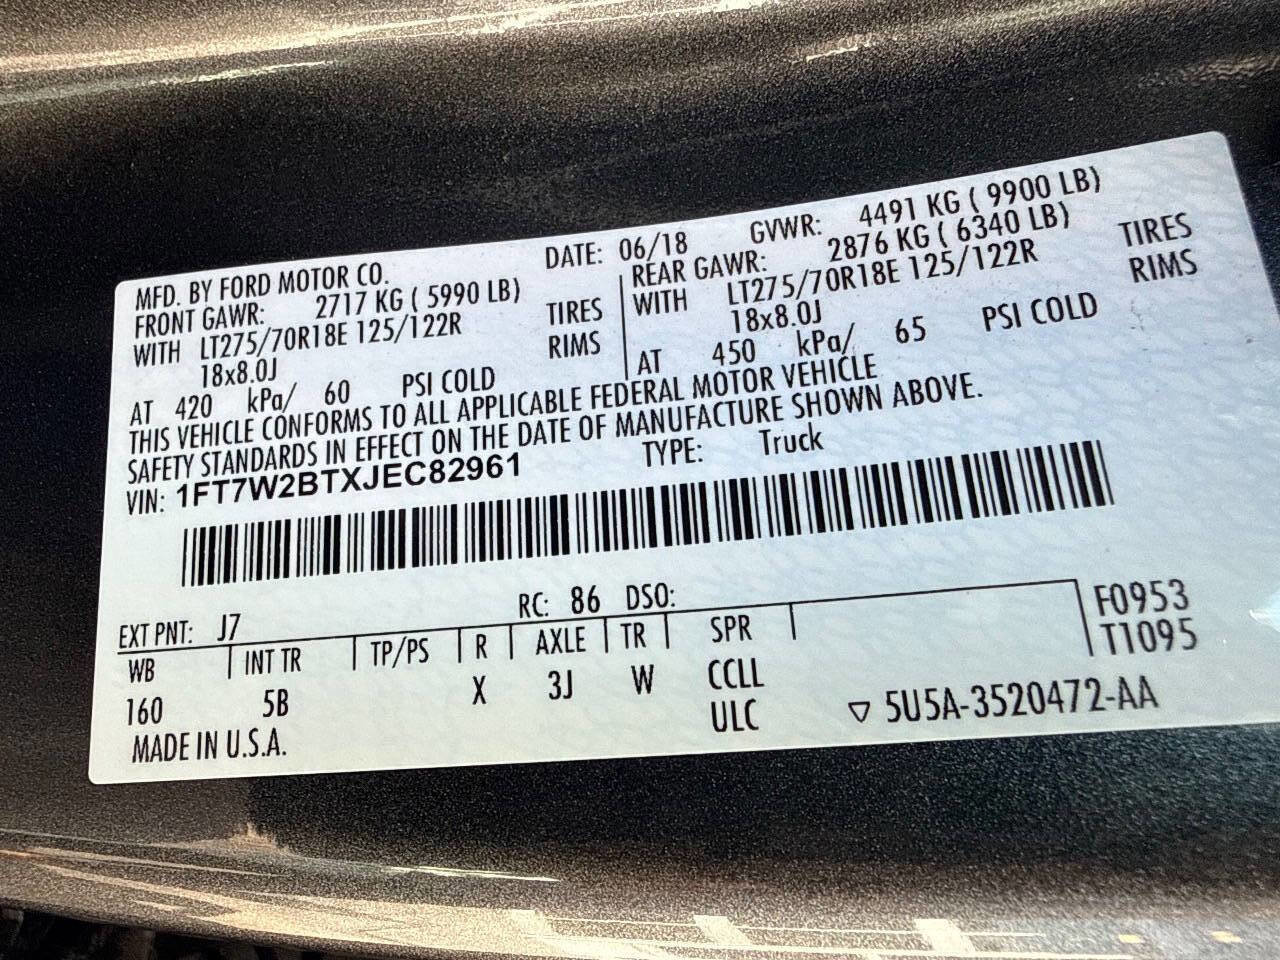 MFD. BY FORD MOTOR CO. DATE: 06/18 GVWR: 4491 KG ( 9900 LB)
FRONT GAWR: 2717 KG ( 5990 LB) REAR GAWR: 2876 KG ( 6340 LB)
WITH LT275/70R18E 125/122R TIRES WITH LT275/70R18E 125/122R TIRES
18x8.0J RIMS 18x8.0J RIMS
AT 420 kPa/ 60 PSI COLD AT 450 kPa/ 65 PSI COLD
THIS VEHICLE CONFORMS TO ALL APPLICABLE FEDERAL MOTOR VEHICLE
SAFETY STANDARDS IN EFFECT ON THE DATE OF MANUFACTURE SHOWN ABOVE.
VIN: 1FT7W2BTXJEC82961 TYPE: Truck
EXT PNT: J7 RC: 86 DSO: F0953
WB INT TR TP/PS R AXLE TR SPR T1095
160 5B X 3J W CCLL
ULC ▽ 5U5A-3520472-AA
MADE IN U.S.A.